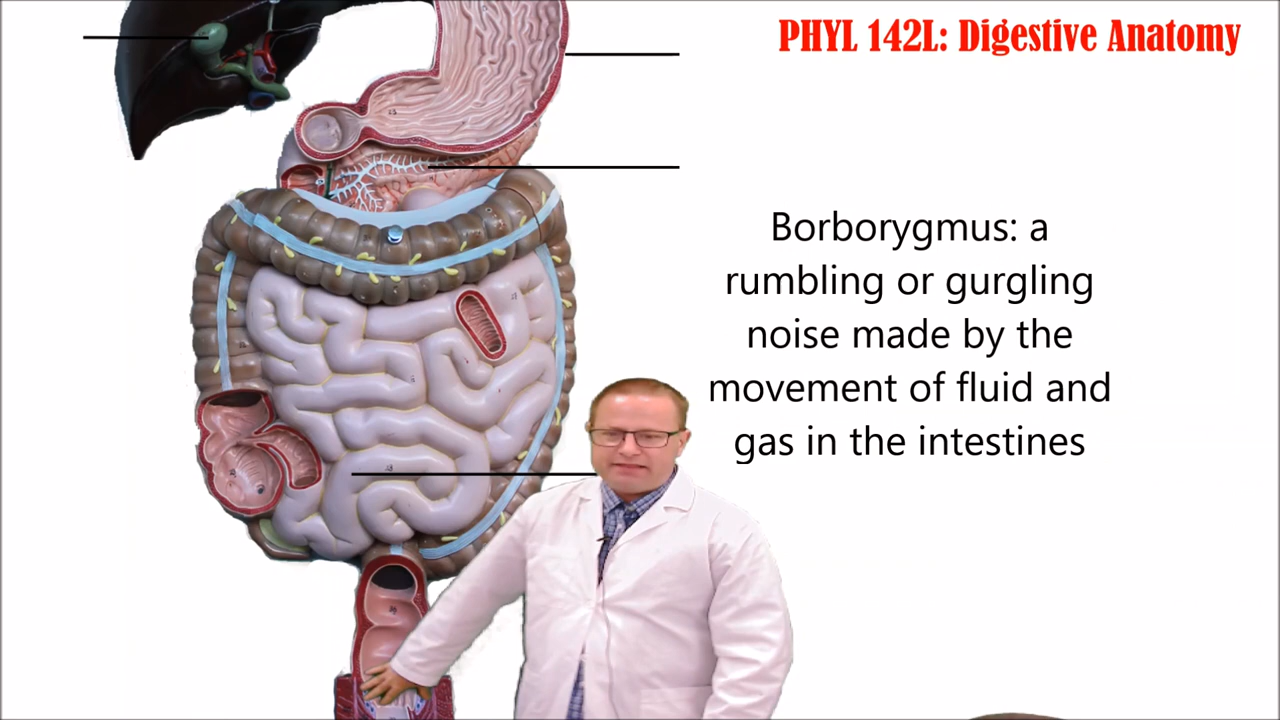 PHYL 142L: Digestive Anatomy
Borborygmus: a
rumbling or gurgling
noise made by the
movement of fluid and
gas in the intestines